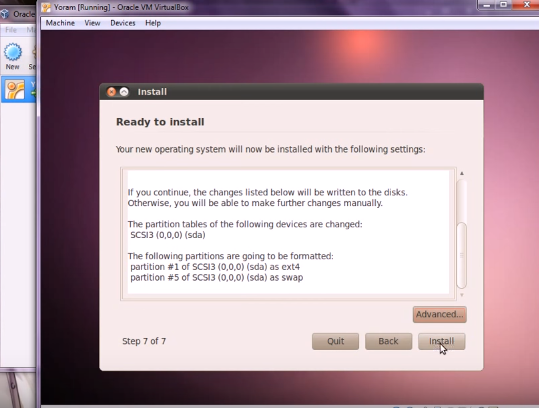 Oracle
Yoram [Running] - Oracle VM VirtualBox
File
Machine View Devices Help
New
Install
Ready to install
Your new operating system will now be installed with the following settings:
If you continue, the changes listed below will be written to the disks.
Otherwise, you will be able to make further changes manually.
The partition tables of the following devices are changed:
SCSI3 (0,0,0) (sda)
The following partitions are going to be formatted:
partition #1 of SCSI3 (0,0,0) (sda) as ext4
partition #5 of SCSI3 (0,0,0) (sda) as swap
Advanced...
Step 7 of 7
Quit
Back
Install